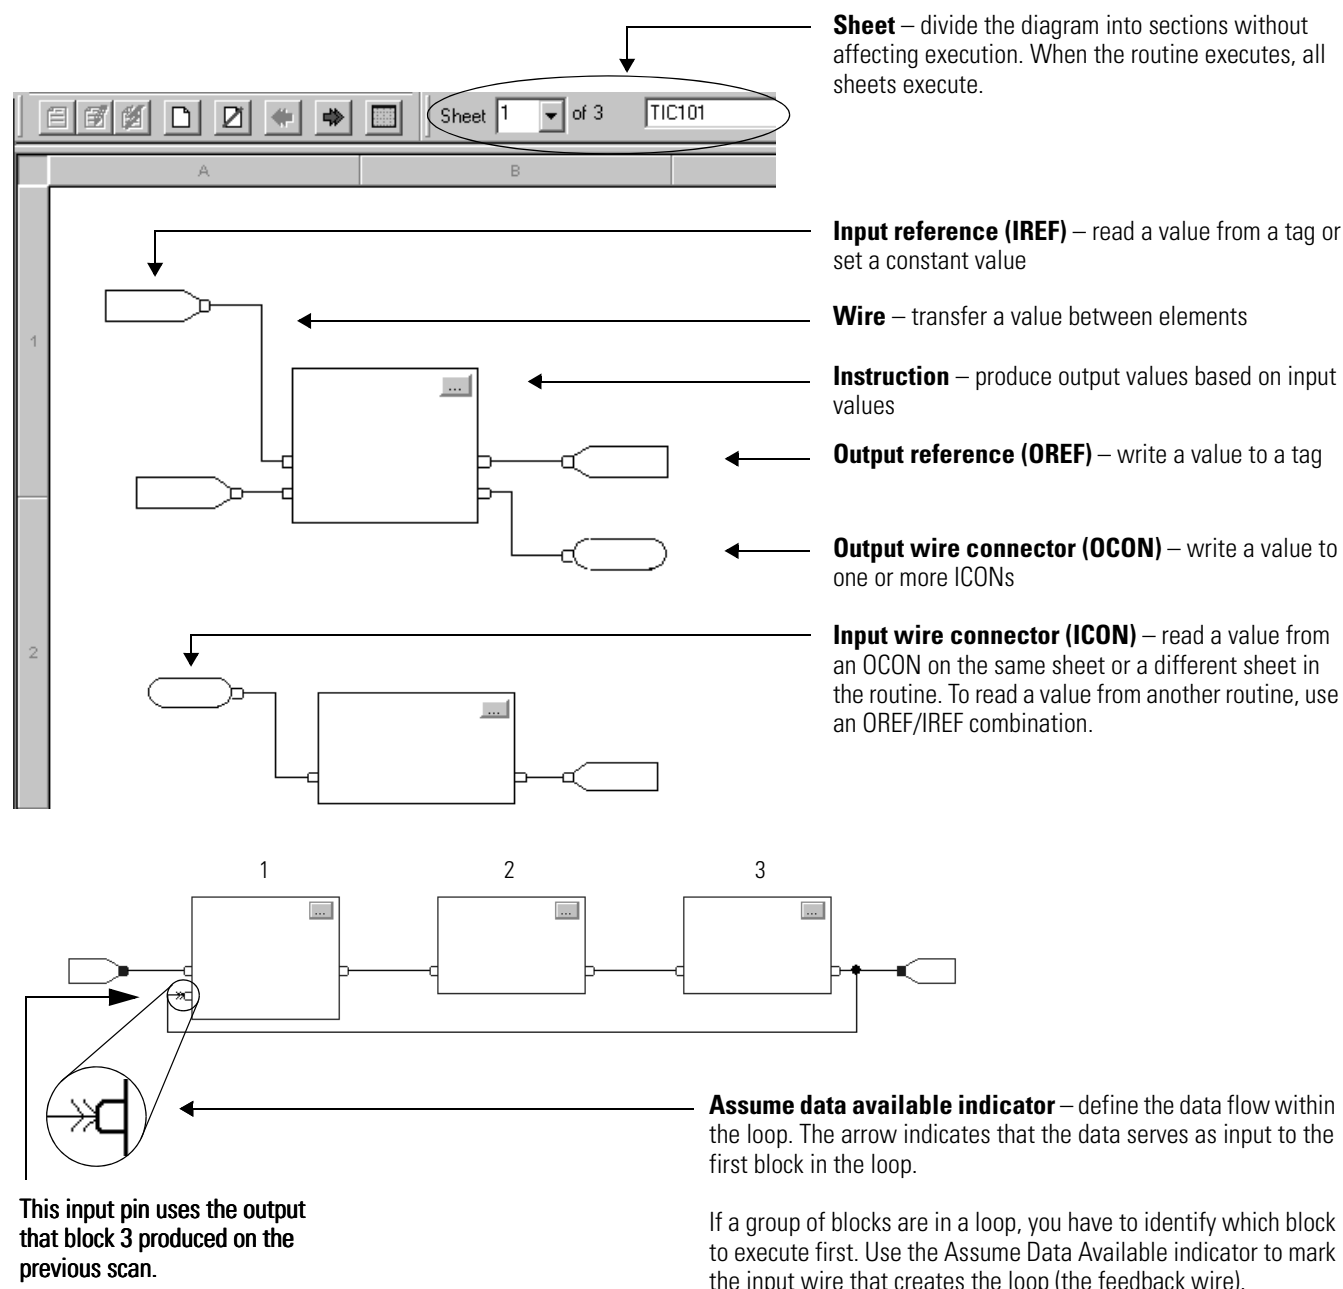 Sheet – divide the diagram into sections without
affecting execution. When the routine executes, all
sheets execute.
Sheet 1 of 3 TIC101
A B
Input reference (IREF) – read a value from a tag or
set a constant value
Wire – transfer a value between elements
1
...
Instruction – produce output values based on input
values
Output reference (OREF) – write a value to a tag
Output wire connector (OCON) – write a value to
one or more ICONs
Input wire connector (ICON) – read a value from
an OCON on the same sheet or a different sheet in
the routine. To read a value from another routine, use
an OREF/IREF combination.
2
...
1 2 3
... ... ...
Assume data available indicator – define the data flow within
the loop. The arrow indicates that the data serves as input to the
first block in the loop.
This input pin uses the output
that block 3 produced on the
previous scan.
If a group of blocks are in a loop, you have to identify which block
to execute first. Use the Assume Data Available indicator to mark
the input wire that creates the loop (the feedback wire).